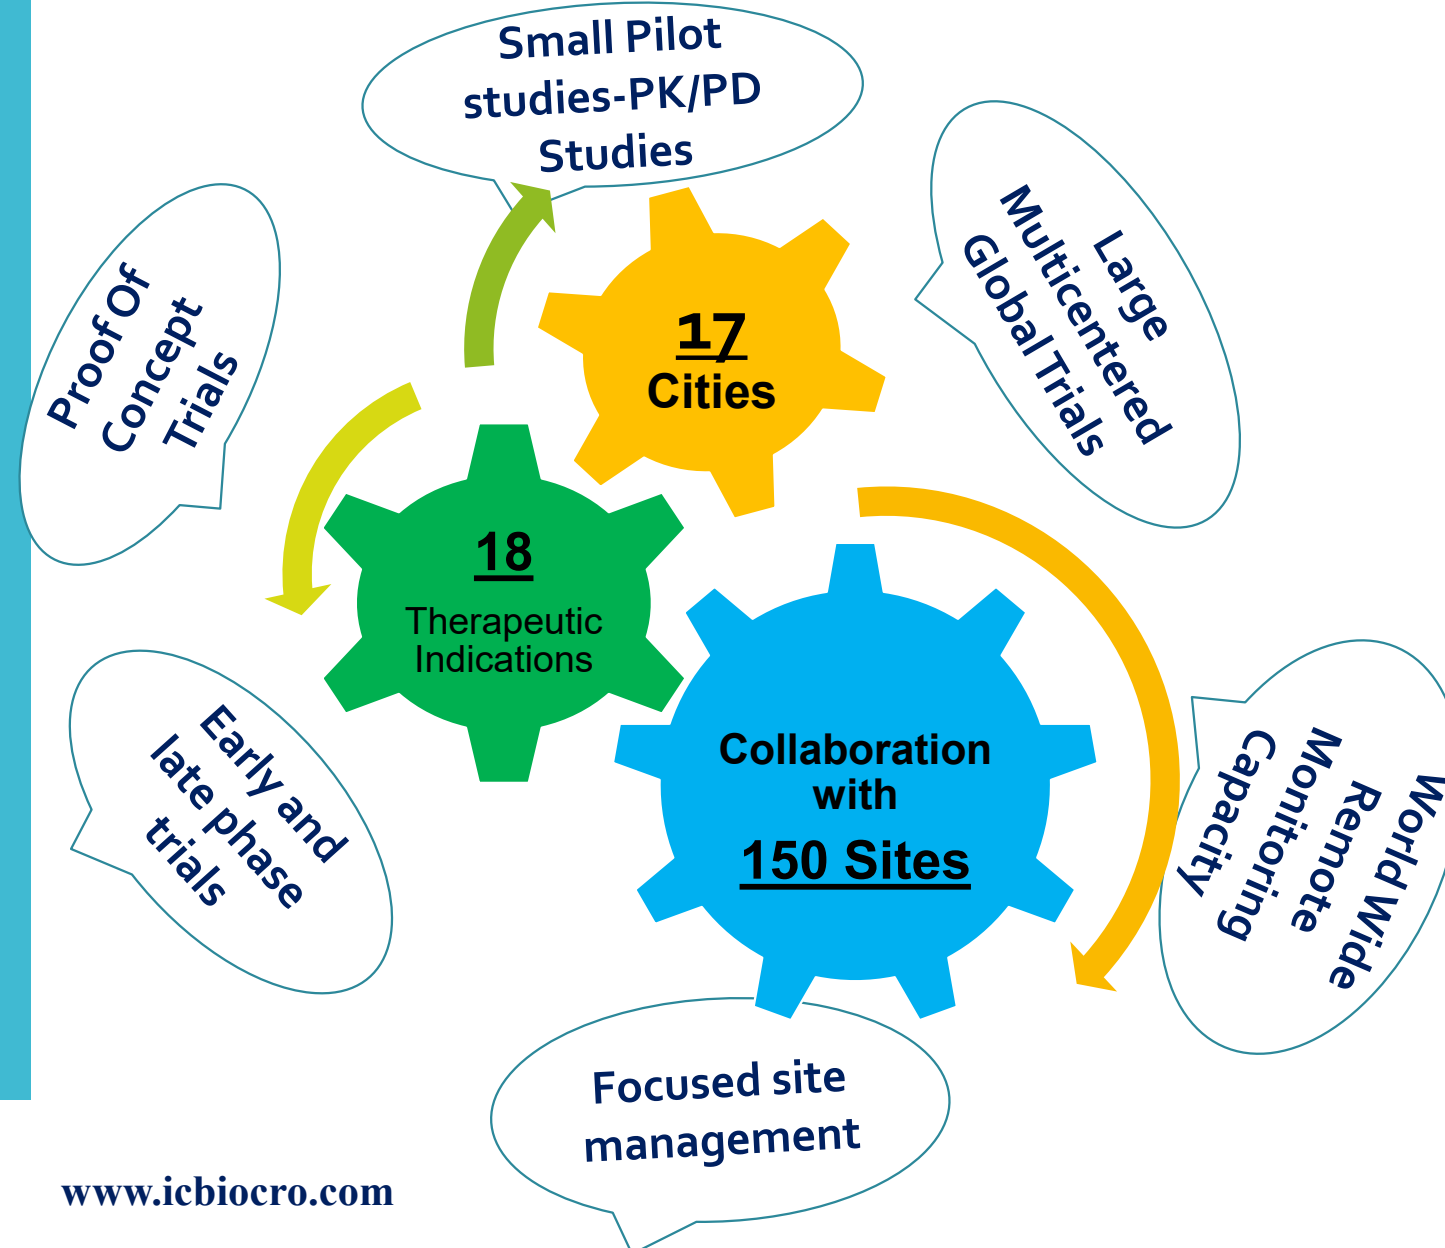 Small Pilot
studies-PK/PD
Studies
Large
Multicentered
Global Trials
Proof Of
Concept
Trials
17
Cities
18
Therapeutic
Indications
Collaboration
with
150 Sites
Early and
late phase
trials
World Wide
Remote
Monitoring
Capacity
Focused site
management
www.icbiocro.com